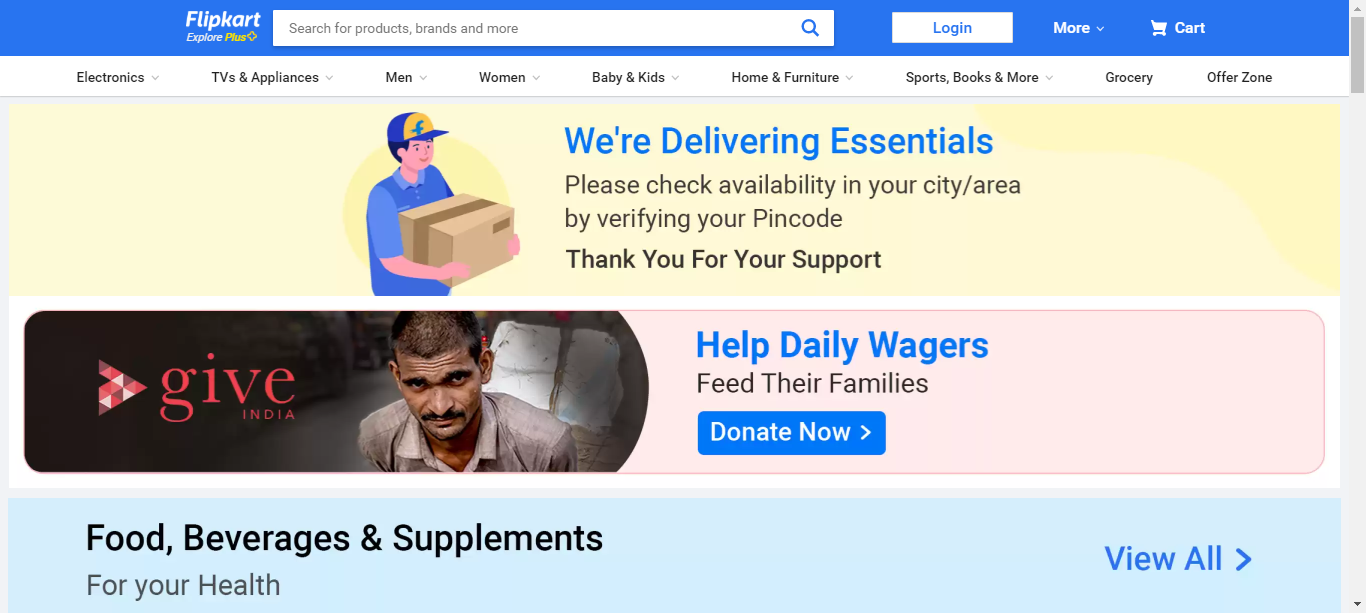 Flipkart
Explore Plus
Search for products, brands and more
Login
More
Cart
Electronics
TVs & Appliances
Men
Women
Baby & Kids
Home & Furniture
Sports, Books & More
Grocery
Offer Zone
We're Delivering Essentials
Please check availability in your city/area
by verifying your Pincode
Thank You For Your Support
give
INDIA
Help Daily Wagers
Feed Their Families
Donate Now >
Food, Beverages & Supplements
For your Health
View All >